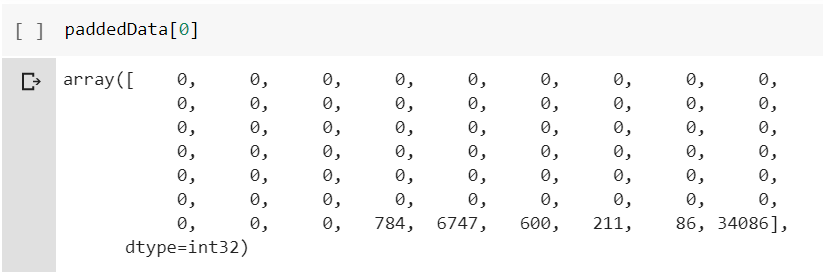 [ ] paddedData[0]
array([ 0, 0, 0, 0, 0, 0, 0, 0, 0,
0, 0, 0, 0, 0, 0, 0, 0, 0,
0, 0, 0, 0, 0, 0, 0, 0, 0,
0, 0, 0, 0, 0, 0, 0, 0, 0,
0, 0, 0, 0, 0, 0, 0, 0, 0,
0, 0, 0, 0, 0, 0, 0, 0, 0,
0, 0, 0, 784, 6747, 600, 211, 86, 34086],
dtype=int32)